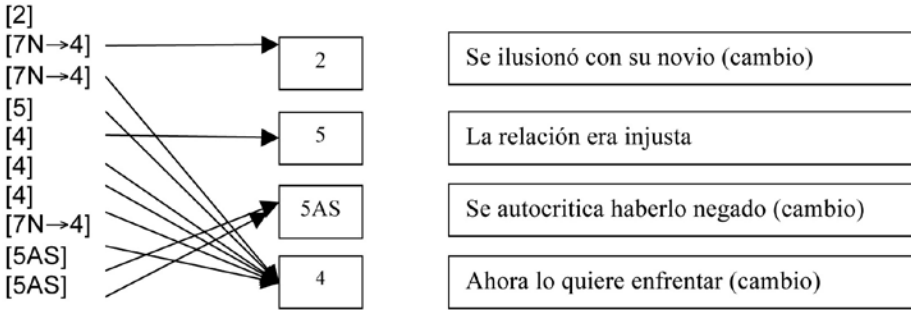 [2]
[7N→4]
[7N→4]
[5]
[4]
[4]
[4]
[7N→4]
[5AS]
[5AS]
2
Se ilusionó con su novio (cambio)
5
La relación era injusta
5AS
Se autocritica haberlo negado (cambio)
4
Ahora lo quiere enfrentar (cambio)